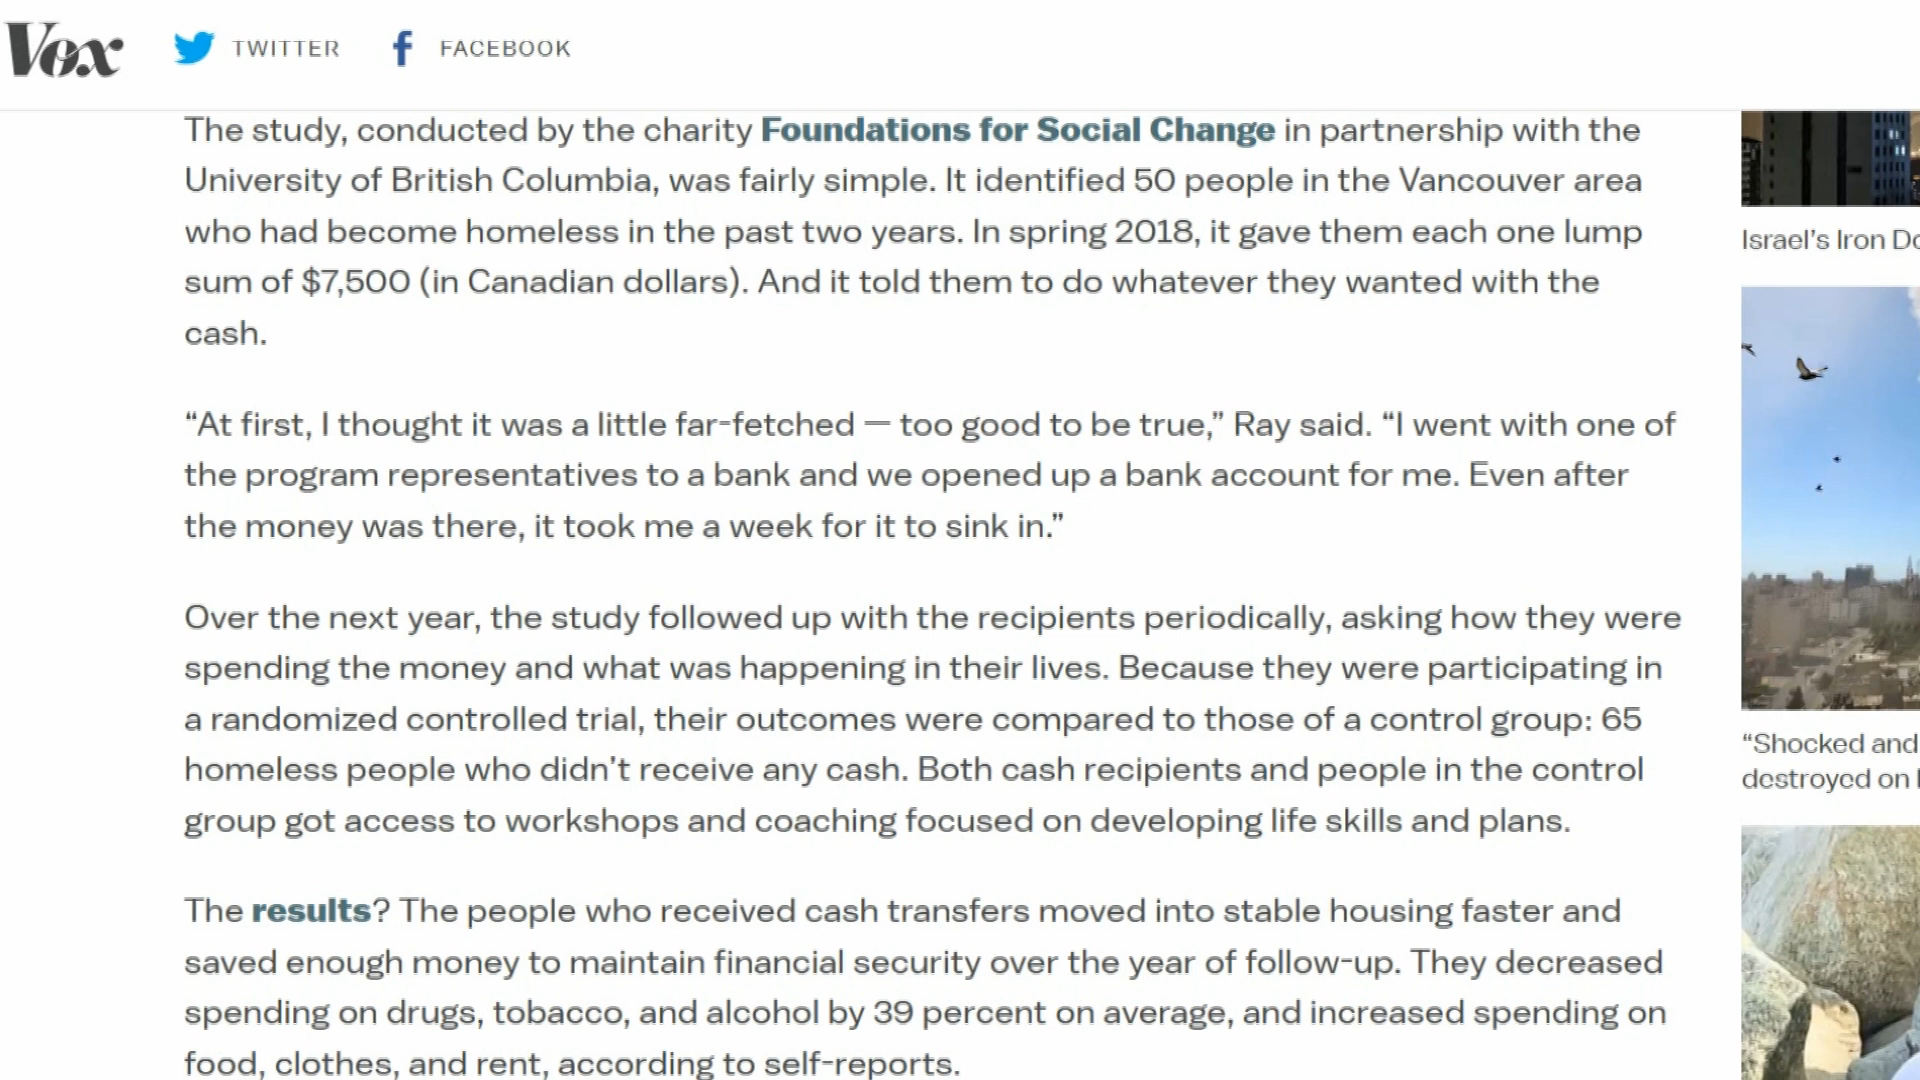 Vox TWITTER FACEBOOK
The study, conducted by the charity Foundations for Social Change in partnership with the
University of British Columbia, was fairly simple. It identified 50 people in the Vancouver area
who had become homeless in the past two years. In spring 2018, it gave them each one lump
sum of $7,500 (in Canadian dollars). And it told them to do whatever they wanted with the
cash.
“At first, I thought it was a little far-fetched — too good to be true,” Ray said. “I went with one of
the program representatives to a bank and we opened up a bank account for me. Even after
the money was there, it took me a week for it to sink in.”
Over the next year, the study followed up with the recipients periodically, asking how they were
spending the money and what was happening in their lives. Because they were participating in
a randomized controlled trial, their outcomes were compared to those of a control group: 65
homeless people who didn’t receive any cash. Both cash recipients and people in the control
group got access to workshops and coaching focused on developing life skills and plans.
The results? The people who received cash transfers moved into stable housing faster and
saved enough money to maintain financial security over the year of follow-up. They decreased
spending on drugs, tobacco, and alcohol by 39 percent on average, and increased spending on
food, clothes, and rent, according to self-reports.
Israel’s Iron
“Shocked and
destroyed on